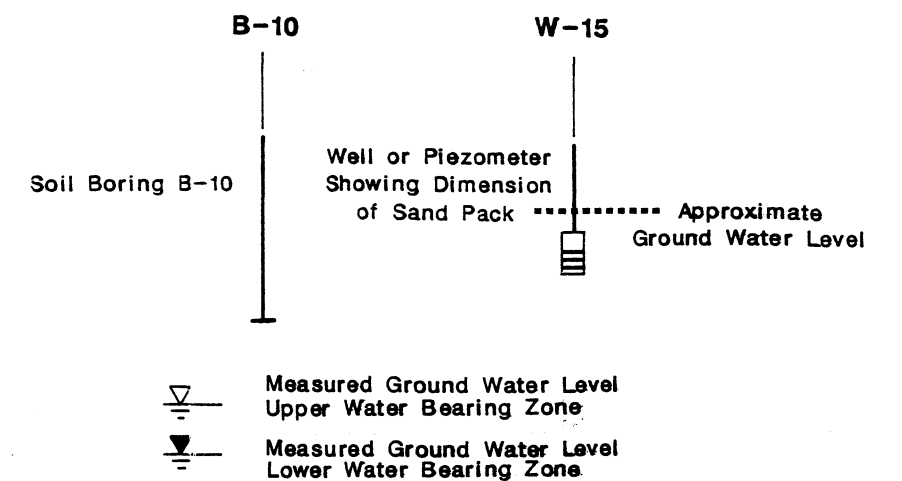 B-10
W-15
Soil Boring B-10
Well or Piezometer
Showing Dimension
of Sand Pack
Approximate
Ground Water Level
Measured Ground Water Level
Upper Water Bearing Zone
Measured Ground Water Level
Lower Water Bearing Zone